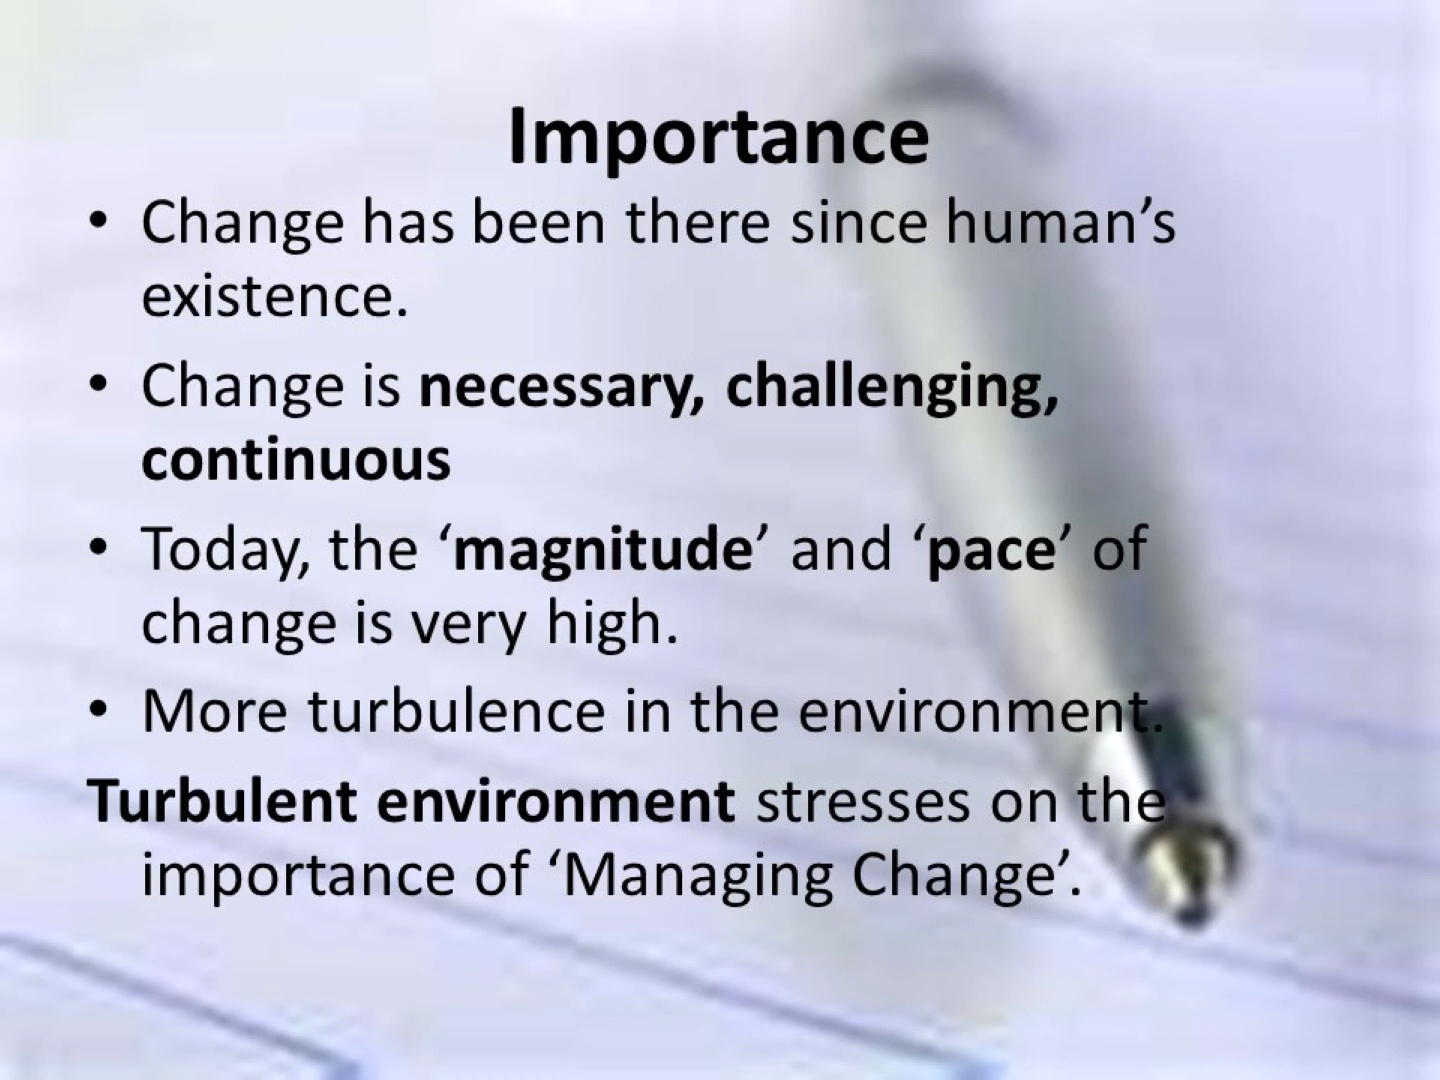 Importance
• Change has been there since human’s
existence.
• Change is necessary, challenging,
continuous
• Today, the ‘magnitude’ and ‘pace’ of
change is very high.
• More turbulence in the environment.
Turbulent environment stresses on the
importance of ‘Managing Change’.